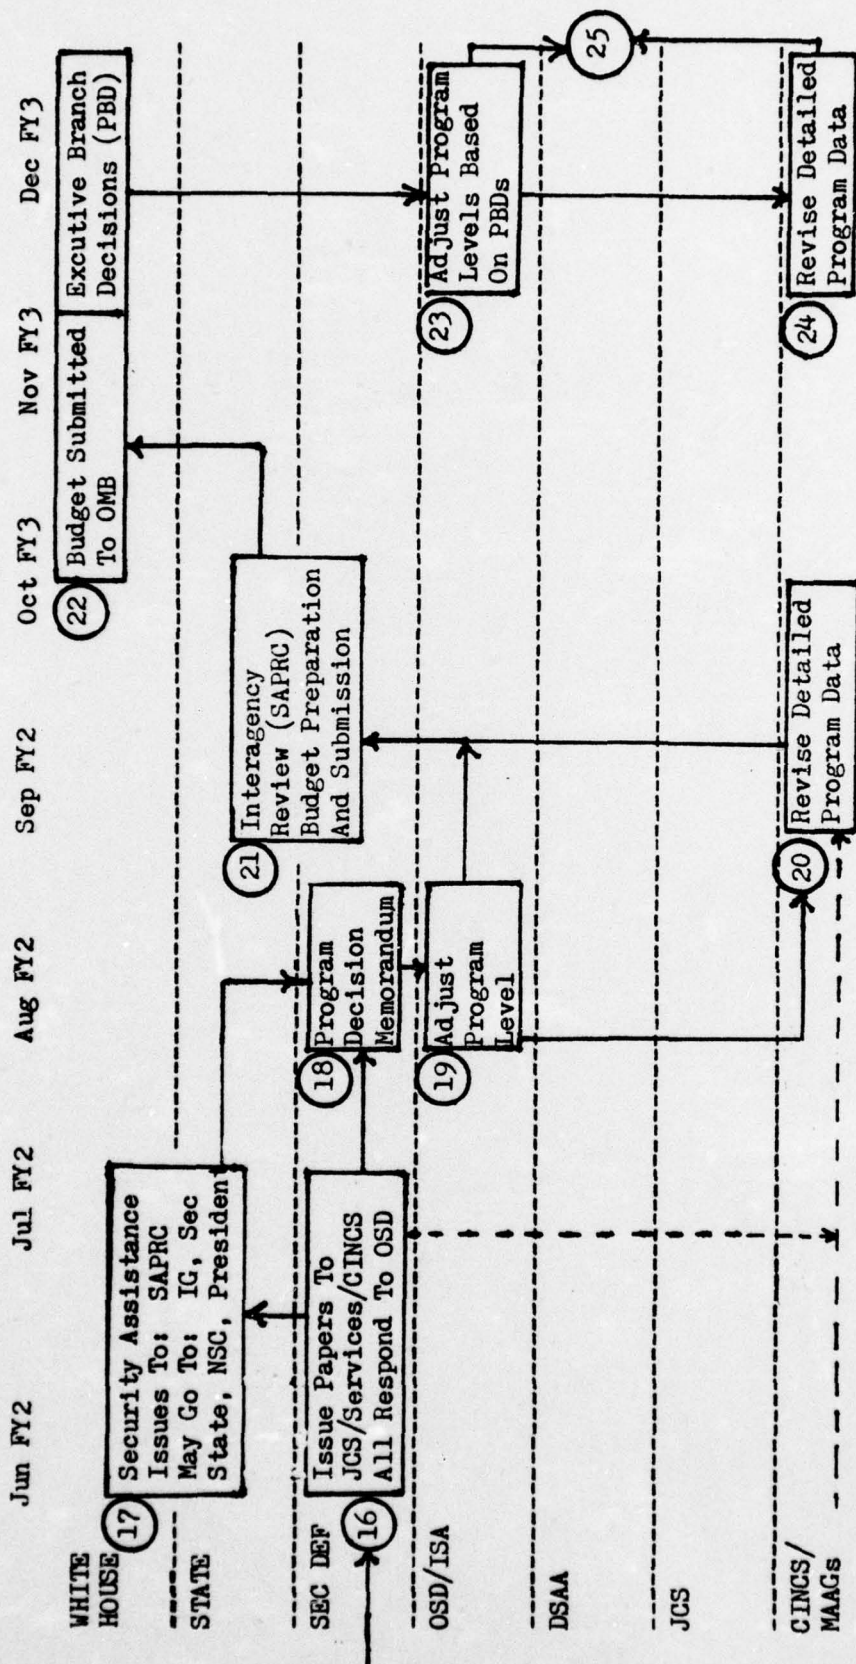 Jun FY2 Jul FY2 Aug FY2 Sep FY2 Oct FY3 Nov FY3 Dec FY3
WHITE
HOUSE
17
Security Assistance
Issues To: SAPRC
May Go To: IG, Sec
State, NSC, President
22
Budget Submitted
To OMB
Excutive Branch
Decisions (PBD)
STATE
21
Interagency
Review (SAPRC)
Budget Preparation
And Submission
SEC DEF
16
Issue Papers To
JCS/Services/CINCS
All Respond To OSD
18
Program
Decision
Memorandum
OSD/ISA
19
Adjust
Program
Level
23
Adjust Program
Levels Based
On PBDs
25
DSAA
JCS
CINCS/
MAAGs
20
Revise Detailed
Program Data
24
Revise Detailed
Program Data